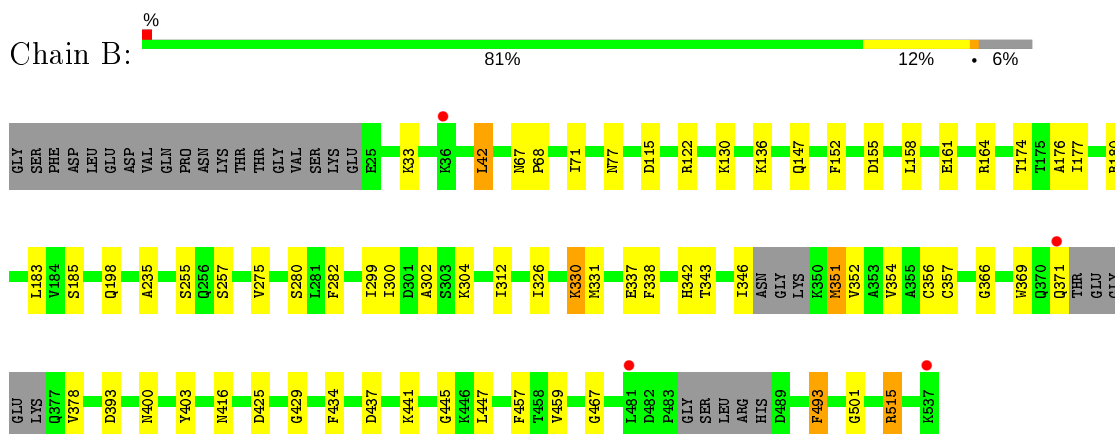 %
Chain B:
81% 12% • 6%
GLY SER PHE ASP LEU GLU ASP VAL GLN PRO ASN LYS THR THR GLY VAL SER LYS GLU E25 K33 K36 L42 N67 P68 I71 N77 D115 R122 K130 K136 Q147 F152 D155 L158 E161 R164 T174 T175 A176 I177 R180
L183 V184 S185 Q198 A235 S255 Q256 S257 V275 S280 L281 F282 I299 I300 D301 A302 S303 K304 I312 I326 K330 M331 E337 F338 H342 T343 I346 ASN GLY LYS K350 M351 V352 A353 V354 A355 C356 C357 G366 W369 Q370 Q371 THR GLU GLY
GLU LYS Q377 V378 D393 N400 Y403 N416 D425 G429 F434 D437 K441 G445 K446 L447 F457 T458 V459 G467 L481 D482 P483 GLY SER LEU ARG HIS D489 F493 G501 R515 K537